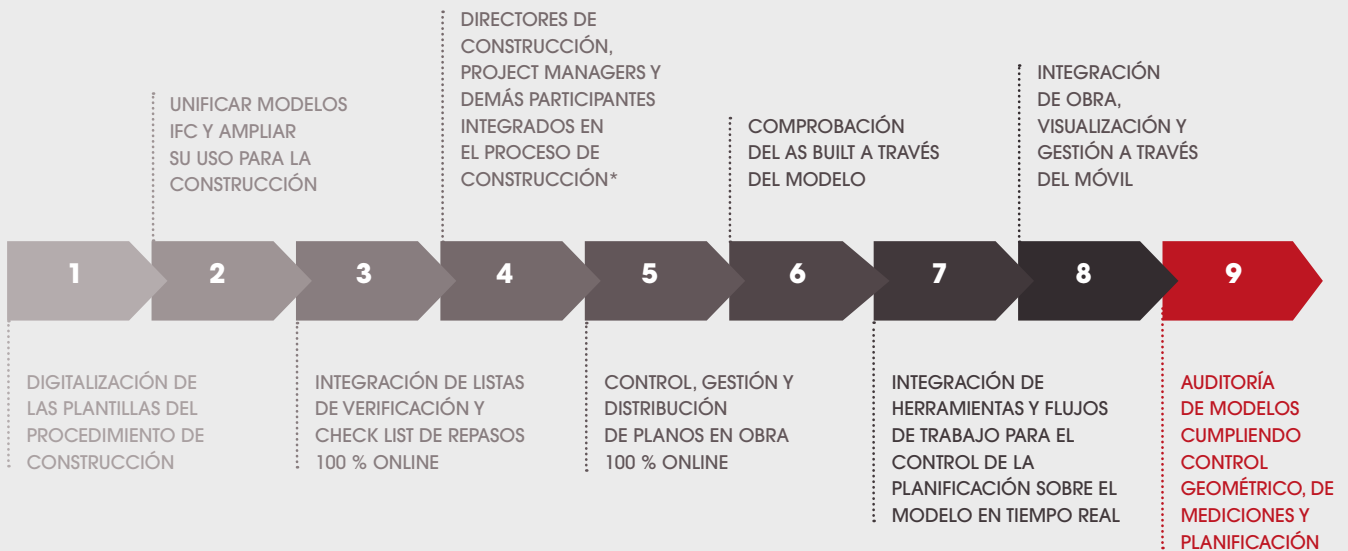 DIRECTORES DE
CONSTRUCCIÓN,
PROJECT MANAGERS Y
DEMÁS PARTICIPANTES
INTEGRADOS EN
EL PROCESO DE
CONSTRUCCIÓN*
UNIFICAR MODELOS
IFC Y AMPLIAR
SU USO PARA LA
CONSTRUCCIÓN
COMPROBACIÓN
DEL AS BUILT A TRAVÉS
DEL MODELO
INTEGRACIÓN
DE OBRA,
VISUALIZACIÓN Y
GESTIÓN A TRAVÉS
DEL MÓVIL
1 2 3 4 5 6 7 8 9
DIGITALIZACIÓN DE
LAS PLANTILLAS DEL
PROCEDIMIENTO DE
CONSTRUCCIÓN
INTEGRACIÓN DE LISTAS
DE VERIFICACIÓN Y
CHECK LIST DE REPASOS
100 % ONLINE
CONTROL, GESTIÓN Y
DISTRIBUCIÓN
DE PLANOS EN OBRA
100 % ONLINE
INTEGRACIÓN DE
HERRAMIENTAS Y FLUJOS
DE TRABAJO PARA EL
CONTROL DE LA
PLANIFICACIÓN SOBRE EL
MODELO EN TIEMPO REAL
AUDITORÍA
DE MODELOS
CUMPLIENDO
CONTROL
GEOMÉTRICO, DE
MEDICIONES Y
PLANIFICACIÓN